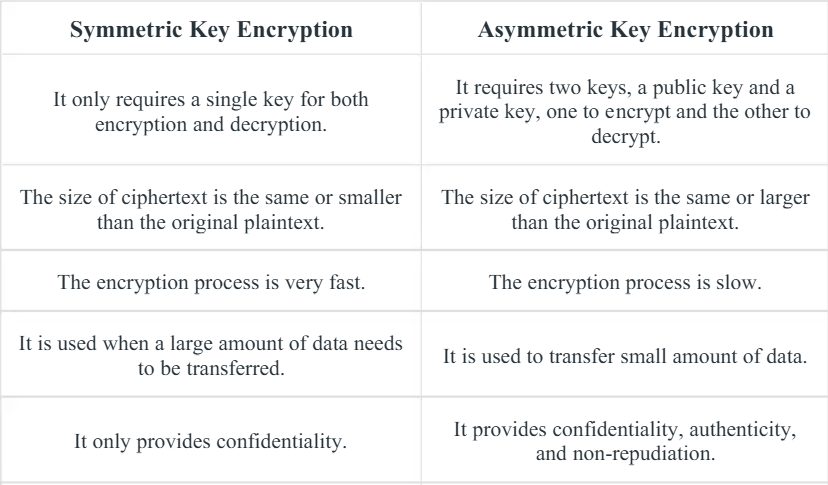 Symmetric Key Encryption
Asymmetric Key Encryption
It only requires a single key for both
encryption and decryption.
It requires two keys, a public key and a
private key, one to encrypt and the other to
decrypt.
The size of ciphertext is the same or smaller
than the original plaintext.
The size of ciphertext is the same or larger
than the original plaintext.
The encryption process is very fast.
The encryption process is slow.
It is used when a large amount of data needs
to be transferred.
It is used to transfer small amount of data.
It only provides confidentiality.
It provides confidentiality, authenticity,
and non-repudiation.